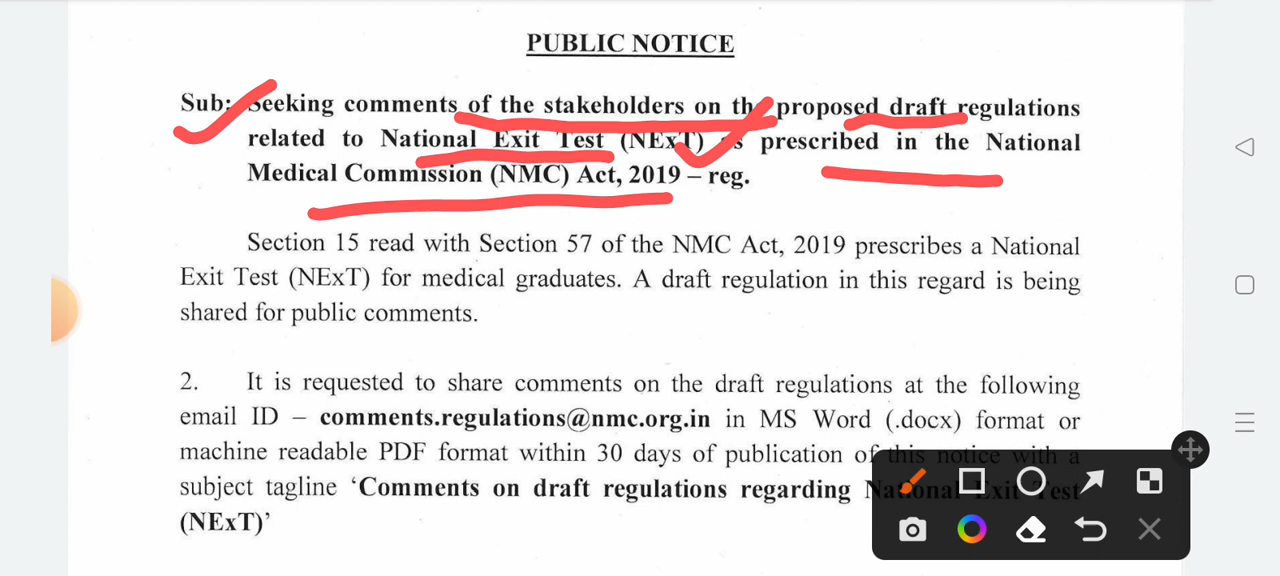 PUBLIC NOTICE
Sub: Seeking comments of the stakeholders on the proposed draft regulations
related to National Exit Test (NExT) as prescribed in the National
Medical Commission (NMC) Act, 2019 – reg.
Section 15 read with Section 57 of the NMC Act, 2019 prescribes a National
Exit Test (NExT) for medical graduates. A draft regulation in this regard is being
shared for public comments.
2. It is requested to share comments on the draft regulations at the following
email ID – comments.regulations@nmc.org.in in MS Word (.docx) format or
machine readable PDF format within 30 days of publication of this notice with a
subject tagline ‘Comments on draft regulations regarding National Exit Test
(NExT)’